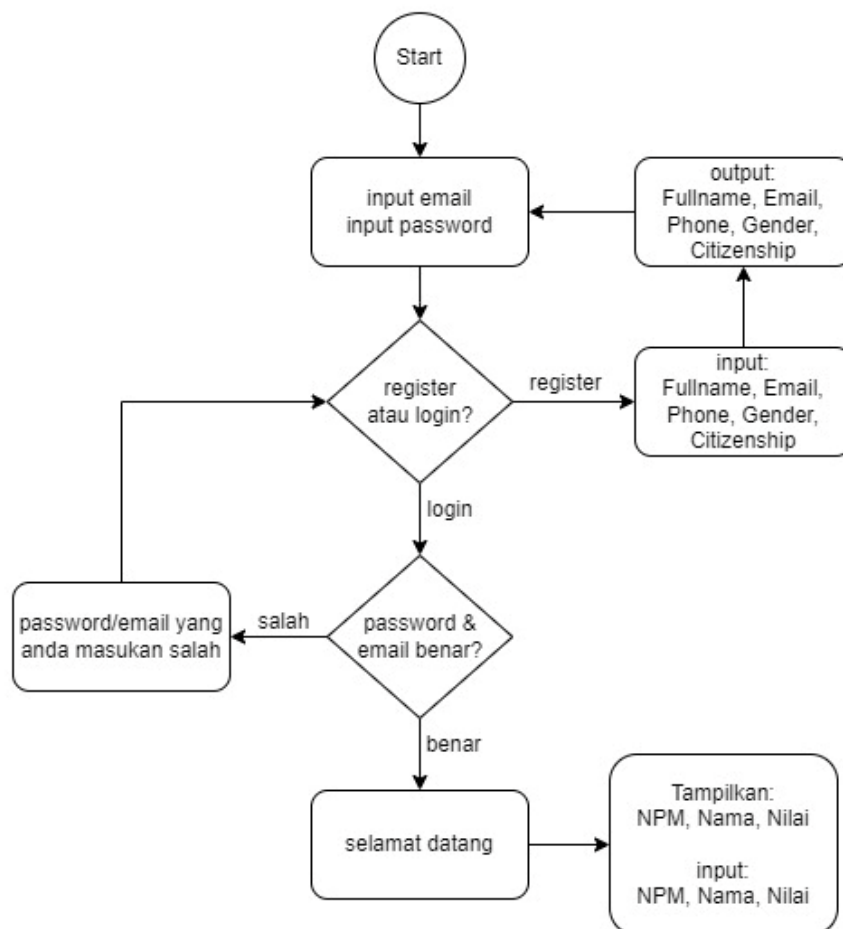 Start
input email
input password
output:
Fullname, Email,
Phone, Gender,
Citizenship
register
atau login?
register
input:
Fullname, Email,
Phone, Gender,
Citizenship
login
password/email yang
anda masukan salah
salah
password &
email benar?
benar
selamat datang
Tampilkan:
NPM, Nama, Nilai
input:
NPM, Nama, Nilai